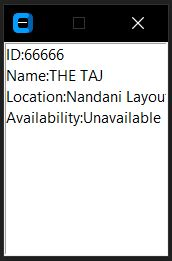 ID:66666
Name:THE TAJ
Location:Nandani Layou
Availability:Unavailable